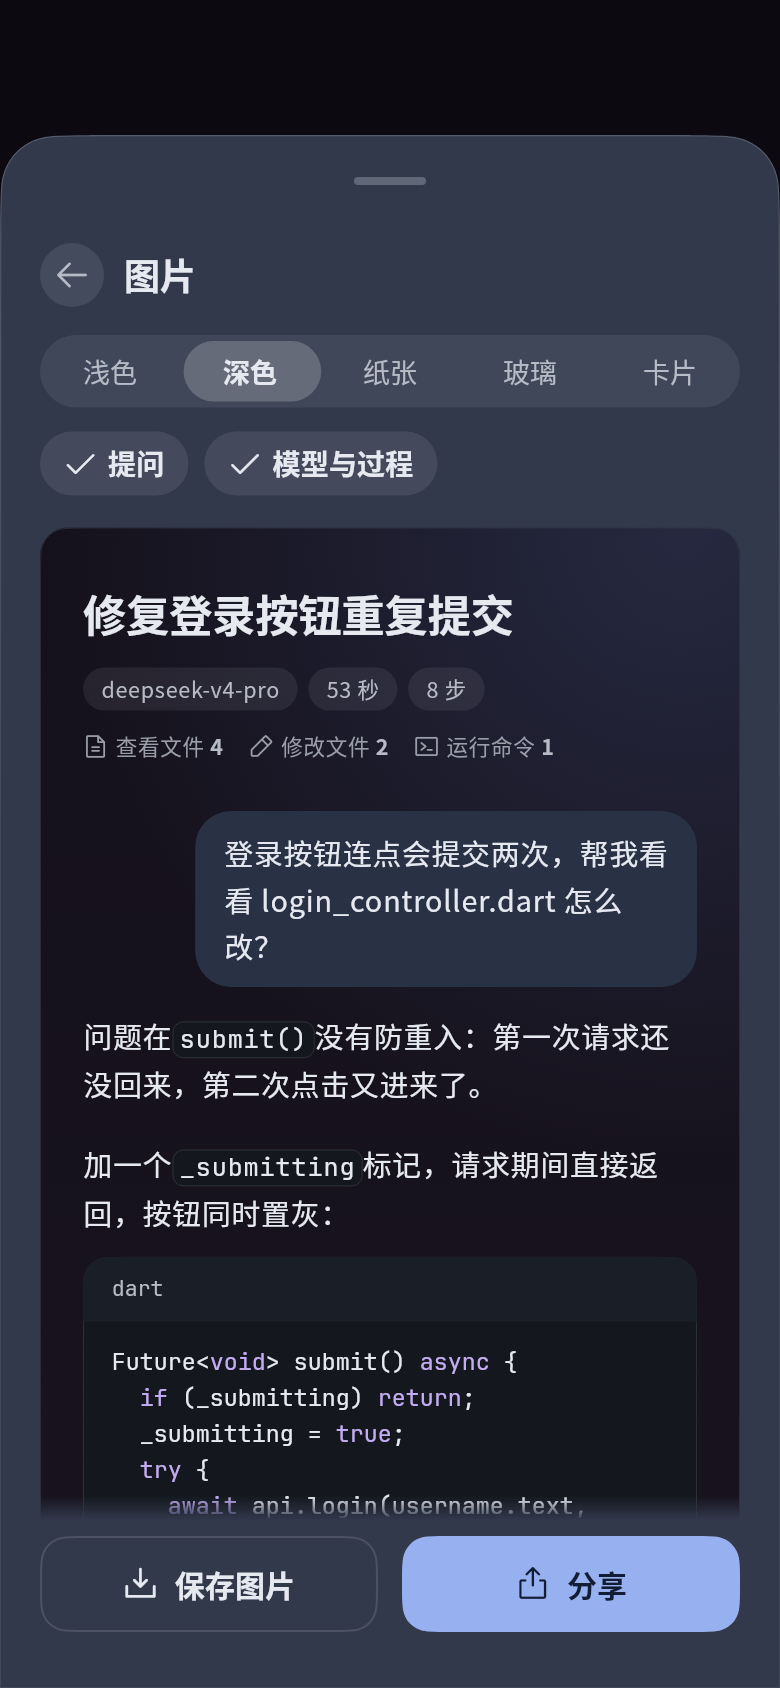 图片
浅色 深色 纸张 玻璃 卡片
提问 模型与过程
修复登录按钮重复提交
deepseek-v4-pro 53 秒 8 步
查看文件 4 修改文件 2 运行命令 1
登录按钮连点会提交两次，帮我看
看 login_controller.dart 怎么
改？
问题在 submit() 没有防重入：第一次请求还
没回来，第二次点击又进来了。
加一个 _submitting 标记，请求期间直接返
回，按钮同时置灰：
dart
Future<void> submit() async {
  if (_submitting) return;
  _submitting = true;
  try {
    await api.login(username.text,
保存图片 分享